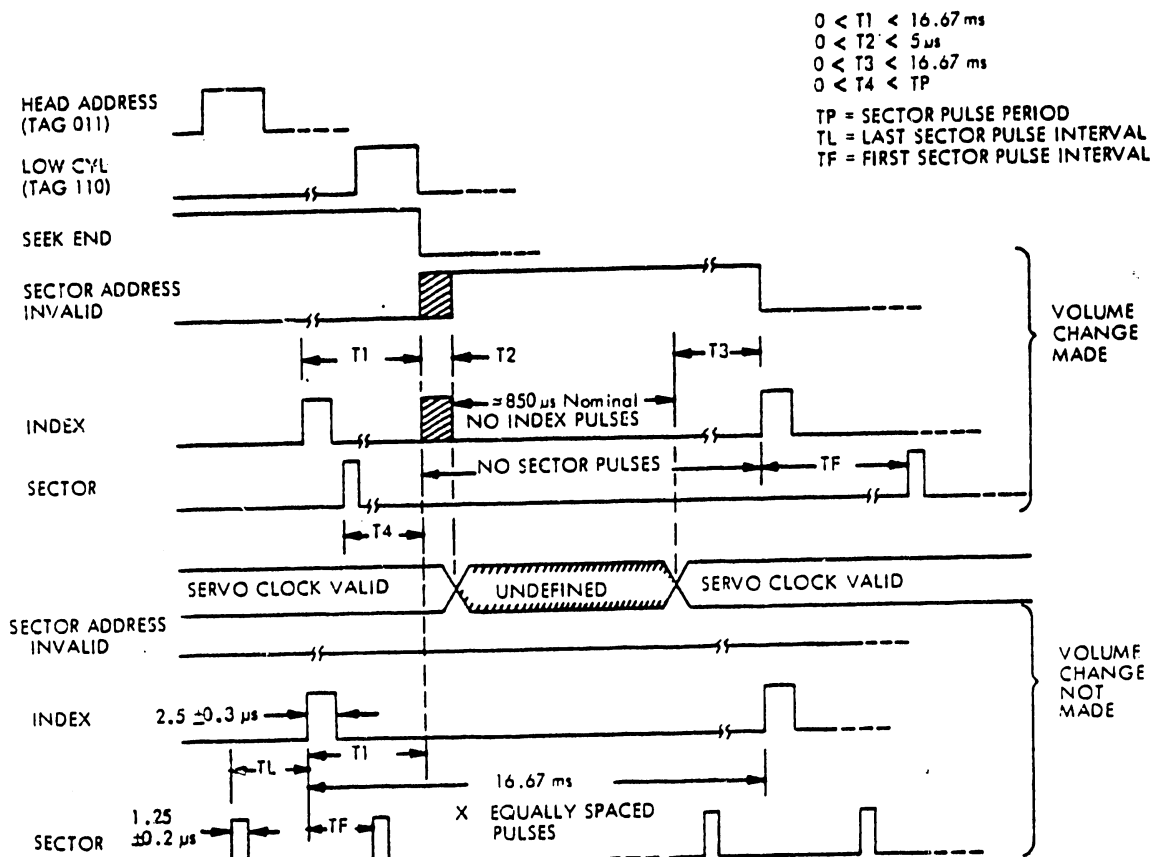 0 < T1 < 16.67 ms
0 < T2 < 5 µs
0 < T3 < 16.67 ms
0 < T4 < TP
TP = SECTOR PULSE PERIOD
TL = LAST SECTOR PULSE INTERVAL
TF = FIRST SECTOR PULSE INTERVAL
HEAD ADDRESS
(TAG 011)
LOW CYL
(TAG 110)
SEEK END
SECTOR ADDRESS
INVALID
T1
T2
T3
VOLUME
CHANGE
MADE
≈850 µs Nominal
INDEX
NO INDEX PULSES
NO SECTOR PULSES
TF
SECTOR
T4
SERVO CLOCK VALID
UNDEFINED
SERVO CLOCK VALID
SECTOR ADDRESS
INVALID
VOLUME
CHANGE
NOT
MADE
INDEX
2.5 ±0.3 µs
T1
TL
16.67 ms
X EQUALLY SPACED
PULSES
SECTOR
1.25
±0.2 µs
TF